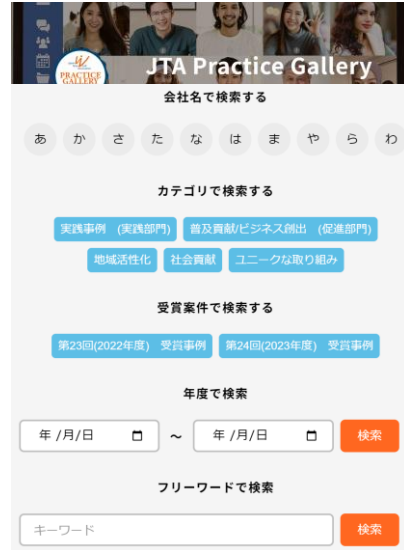 PRACTICE
GALLERY
JTA Practice Gallery
会社名で検索する
あ か さ た な は ま や ら わ
カテゴリで検索する
実践事例 (実践部門) 普及貢献/ビジネス創出 (促進部門)
地域活性化 社会貢献 ユニークな取り組み
受賞案件で検索する
第23回(2022年度) 受賞事例 第24回(2023年度) 受賞事例
年度で検索
年 /月/日 ～ 年 /月/日 検索
フリーワードで検索
キーワード 検索